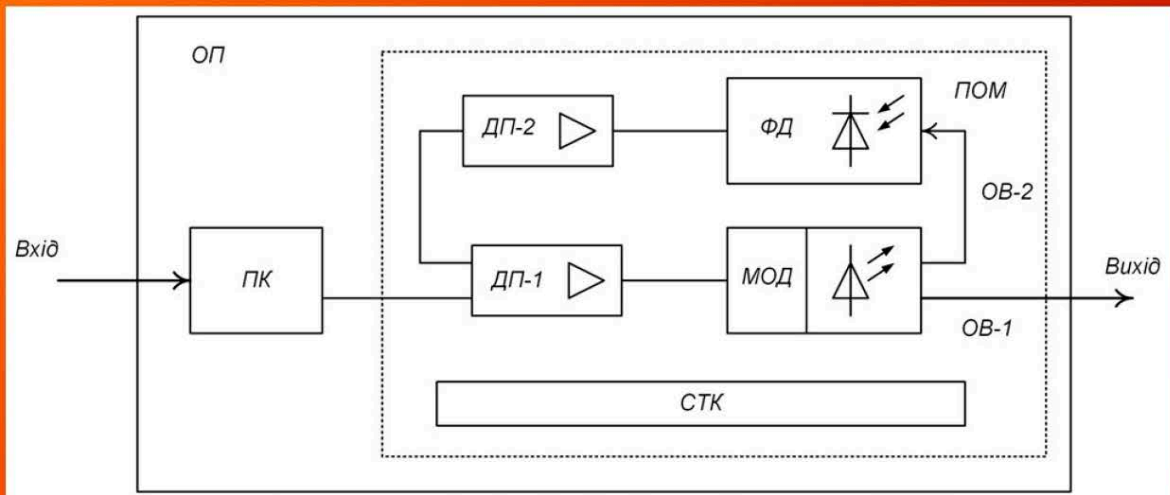 ОП
ДП-2
ФД
ПОМ
ОВ-2
Вхід
ПК
ДП-1
МОД
Вихід
ОВ-1
СТК